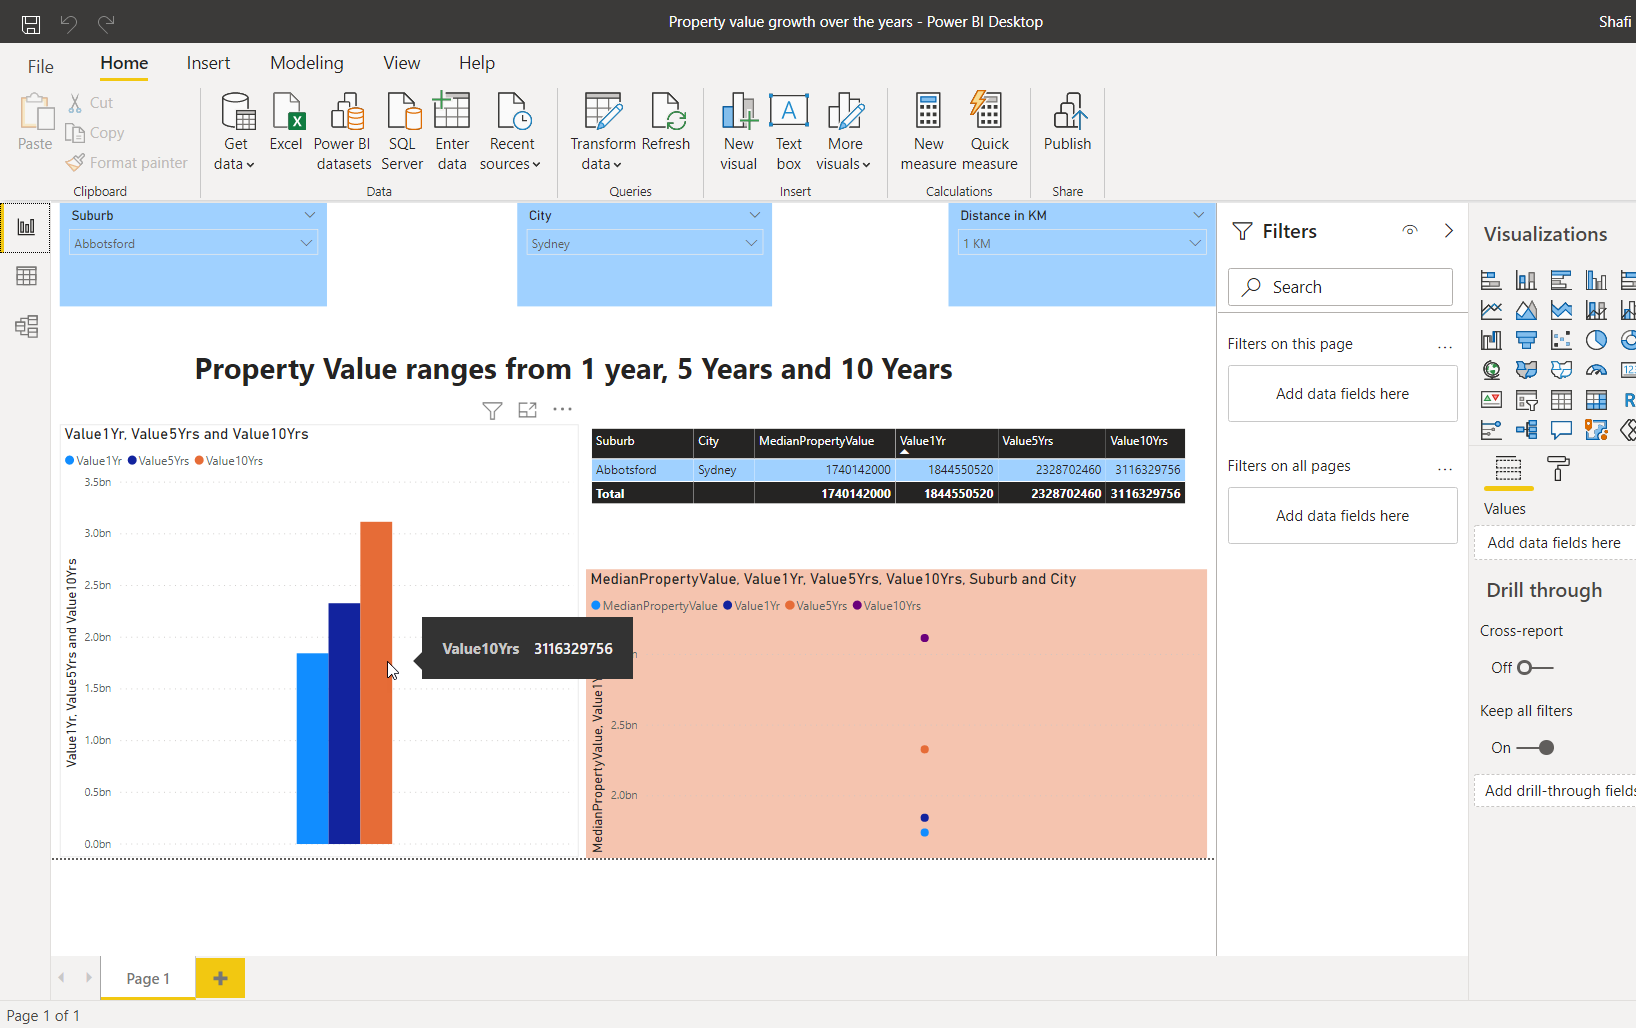 Property value growth over the years - Power BI Desktop
Shafi
File
Home
Insert
Modeling
View
Help
Paste
Cut
Copy
Format painter
Clipboard
Get
data
Excel
Power BI
datasets
SQL
Server
Enter
data
Recent
sources
Data
Transform
data
Refresh
Queries
New
visual
Text
box
More
visuals
Insert
New
measure
Quick
measure
Calculations
Publish
Share
Suburb
Abbotsford
City
Sydney
Distance in KM
1 KM
Property Value ranges from 1 year, 5 Years and 10 Years
Value1Yr, Value5Yrs and Value10Yrs
Value1Yr Value5Yrs Value10Yrs
Value1Yr, Value5Yrs and Value10Yrs
3.5bn
3.0bn
2.5bn
2.0bn
1.5bn
1.0bn
0.5bn
0.0bn
Value10Yrs 3116329756
Suburb City MedianPropertyValue Value1Yr Value5Yrs Value10Yrs
Abbotsford Sydney 1740142000 1844550520 2328702460 3116329756
Total 1740142000 1844550520 2328702460 3116329756
MedianPropertyValue, Value1Yr, Value5Yrs, Value10Yrs, Suburb and City
MedianPropertyValue Value1Yr Value5Yrs Value10Yrs
MedianPropertyValue, Value1Y
2.5bn
2.0bn
Filters
Search
Filters on this page ...
Add data fields here
Filters on all pages ...
Add data fields here
Visualizations
123
R
Values
Add data fields here
Drill through
Cross-report
Off
Keep all filters
On
Add drill-through fields
Page 1
Page 1 of 1